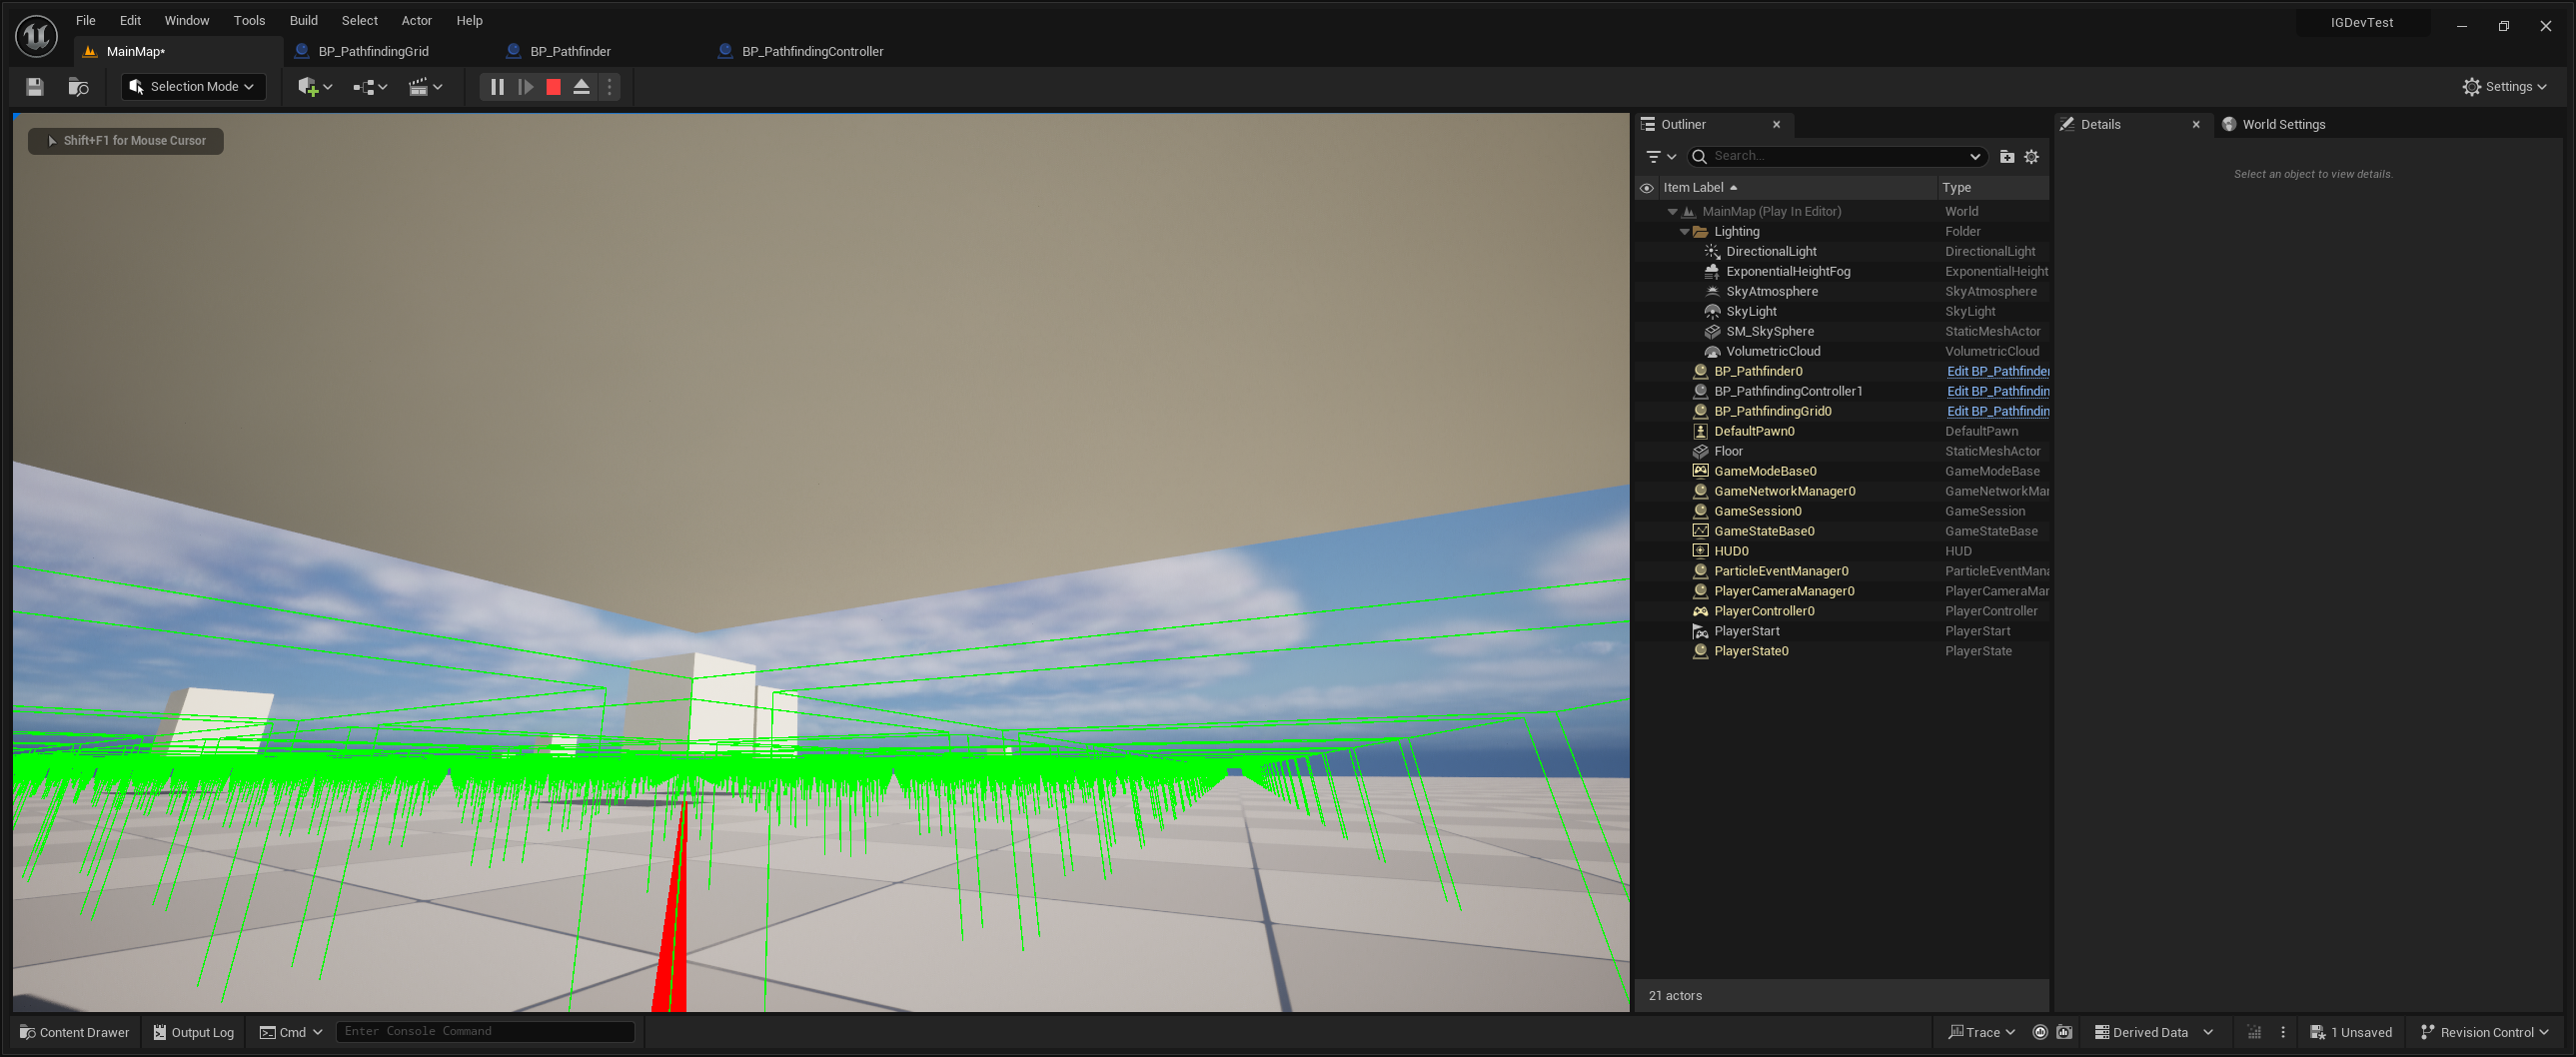 File Edit Window Tools Build Select Actor Help IGDevTest
MainMap* BP_PathfindingGrid BP_Pathfinder BP_PathfindingController
Selection Mode Settings
Shift+F1 for Mouse Cursor
Outliner
Details World Settings
Search...
Select an object to view details.
Item Label Type
MainMap (Play In Editor) World
Lighting Folder
DirectionalLight DirectionalLight
ExponentialHeightFog ExponentialHeight
SkyAtmosphere SkyAtmosphere
SkyLight SkyLight
SM_SkySphere StaticMeshActor
VolumetricCloud VolumetricCloud
BP_Pathfinder0 Edit BP_Pathfinder
BP_PathfindingController1 Edit BP_Pathfindin
BP_PathfindingGrid0 Edit BP_Pathfindin
DefaultPawn0 DefaultPawn
Floor StaticMeshActor
GameModeBase0 GameModeBase
GameNetworkManager0 GameNetworkMar
GameSession0 GameSession
GameStateBase0 GameStateBase
HUD0 HUD
ParticleEventManager0 ParticleEventMana
PlayerCameraManager0 PlayerCameraMar
PlayerController0 PlayerController
PlayerStart PlayerStart
PlayerState0 PlayerState
21 actors
Content Drawer Output Log Cmd Enter Console Command Trace Derived Data 1 Unsaved Revision Control